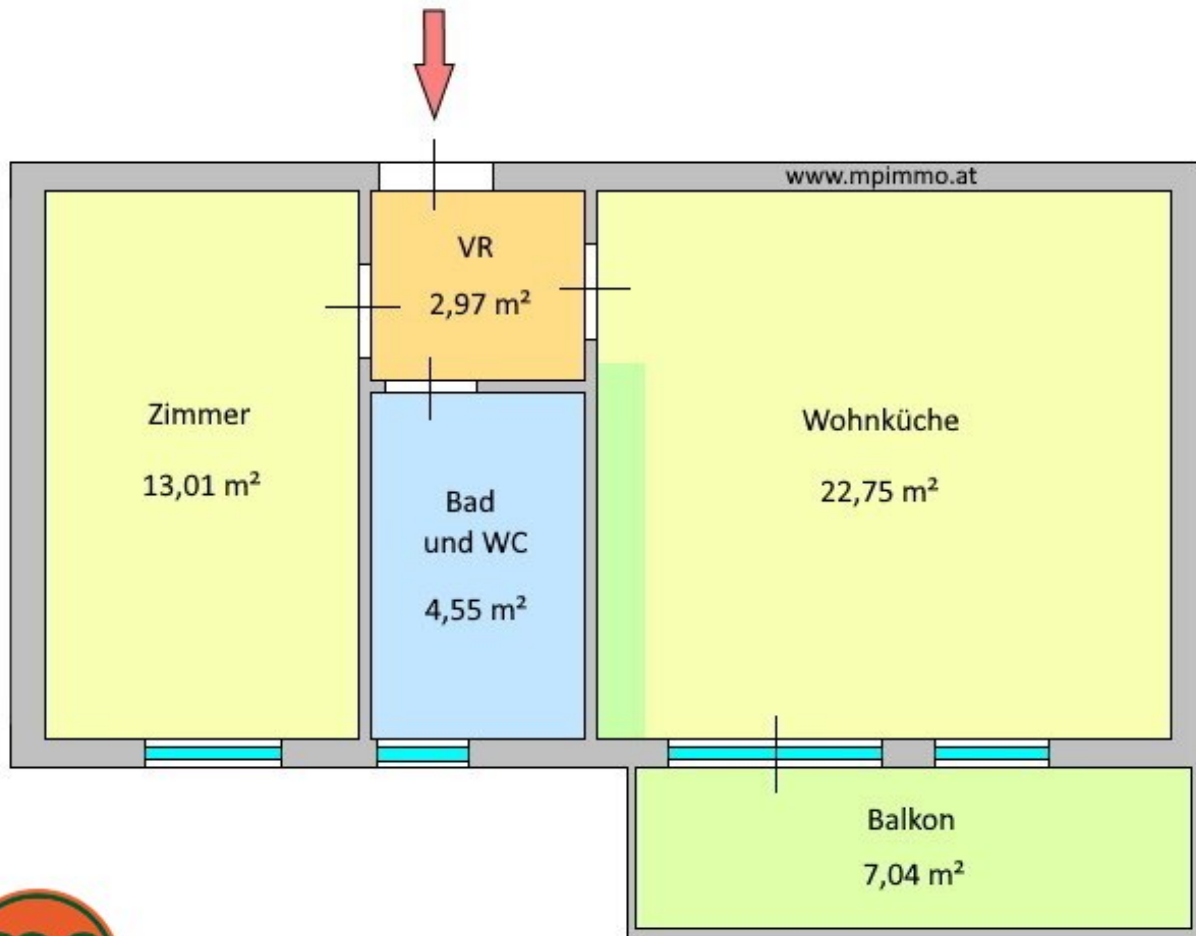 www.mpimmo.at
VR
2,97 m²
Zimmer
13,01 m²
Wohnküche
22,75 m²
Bad
und WC
4,55 m²
Balkon
7,04 m²